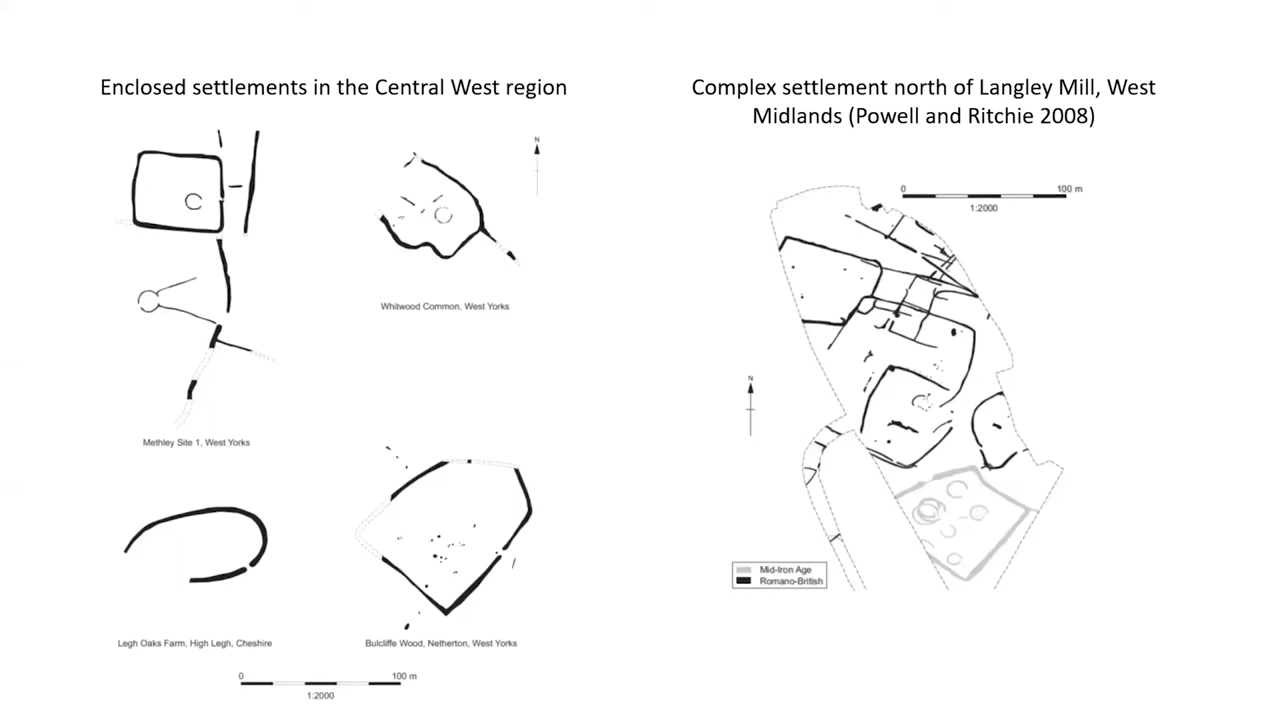 Enclosed settlements in the Central West region
N
Whitwood Common, West Yorks
Methley Site 1, West Yorks
Legh Oaks Farm, High Legh, Cheshire
Bulcliffe Wood, Netherton, West Yorks
0 100 m
1:2000
Complex settlement north of Langley Mill, West
Midlands (Powell and Ritchie 2008)
0 100 m
1:2000
N
Mid-Iron Age
Romano-British